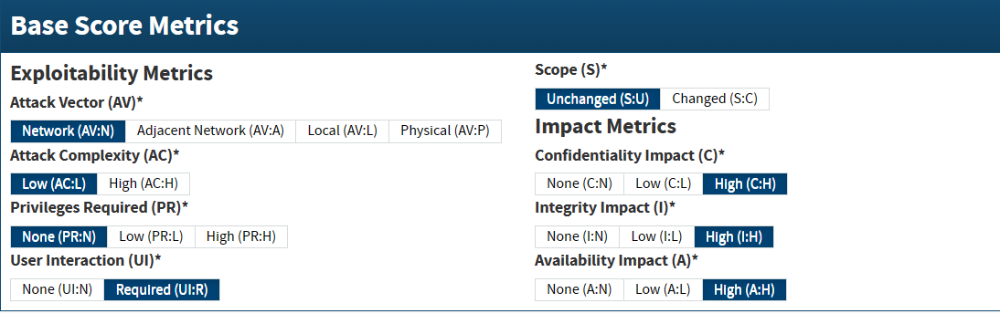 Base Score Metrics
Exploitability Metrics
Attack Vector (AV)*
Network (AV:N) Adjacent Network (AV:A) Local (AV:L) Physical (AV:P)
Attack Complexity (AC)*
Low (AC:L) High (AC:H)
Privileges Required (PR)*
None (PR:N) Low (PR:L) High (PR:H)
User Interaction (UI)*
None (UI:N) Required (UI:R)
Scope (S)*
Unchanged (S:U) Changed (S:C)
Impact Metrics
Confidentiality Impact (C)*
None (C:N) Low (C:L) High (C:H)
Integrity Impact (I)*
None (I:N) Low (I:L) High (I:H)
Availability Impact (A)*
None (A:N) Low (A:L) High (A:H)